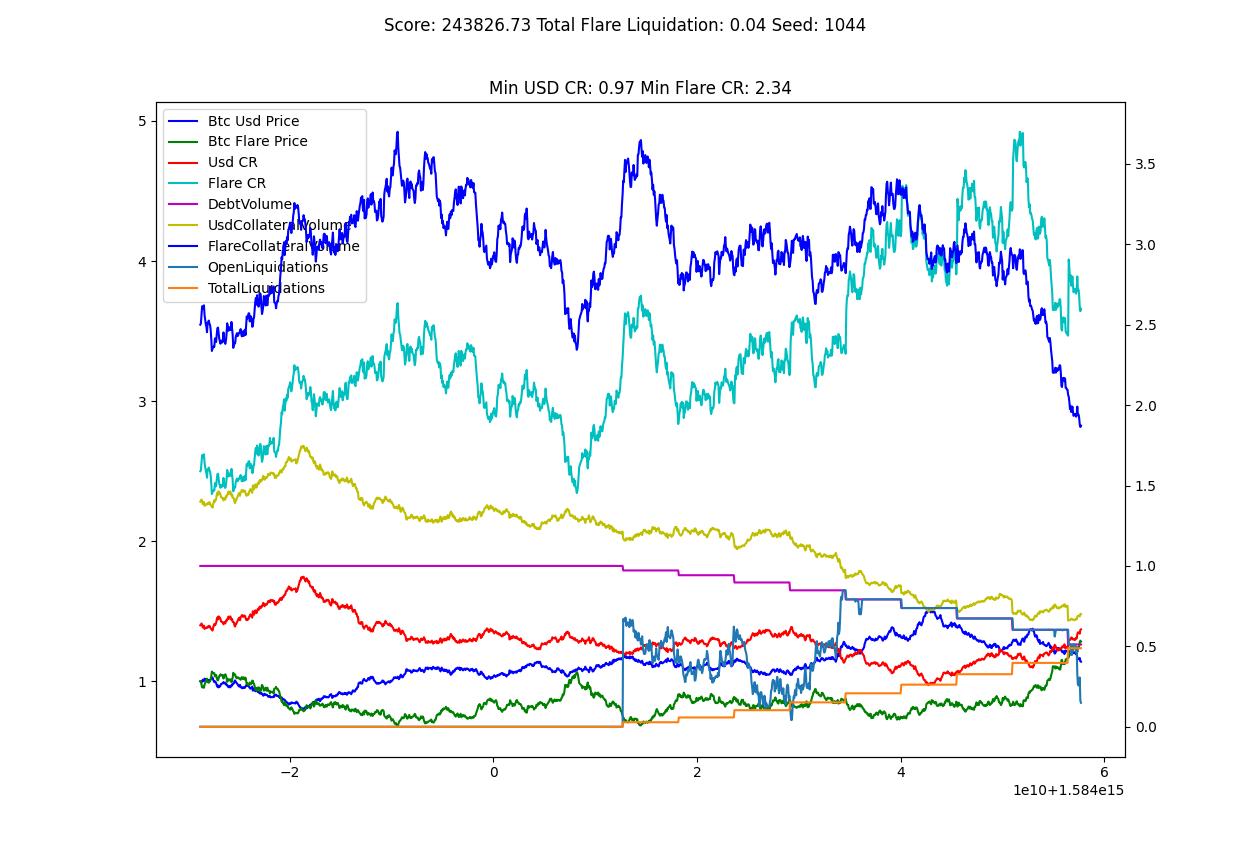 Score: 243826.73 Total Flare Liquidation: 0.04 Seed: 1044
Min USD CR: 0.97 Min Flare CR: 2.34
Btc Usd Price
Btc Flare Price
Usd CR
Flare CR
DebtVolume
UsdCollateralVolume
FlareCollateralVolume
OpenLiquidations
TotalLiquidations
5
4
3
2
1
3.5
3.0
2.5
2.0
1.5
1.0
0.5
0.0
−2
0
2
4
6
1e10+1.584e15